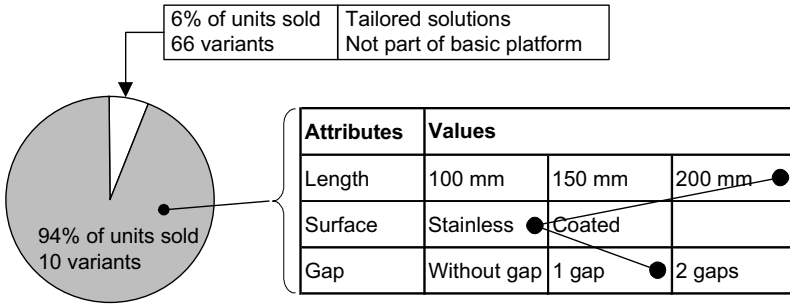 6% of units sold Tailored solutions
66 variants Not part of basic platform
Attributes Values
Length 100 mm 150 mm 200 mm
Surface Stainless Coated
Gap Without gap 1 gap 2 gaps
94% of units sold
10 variants